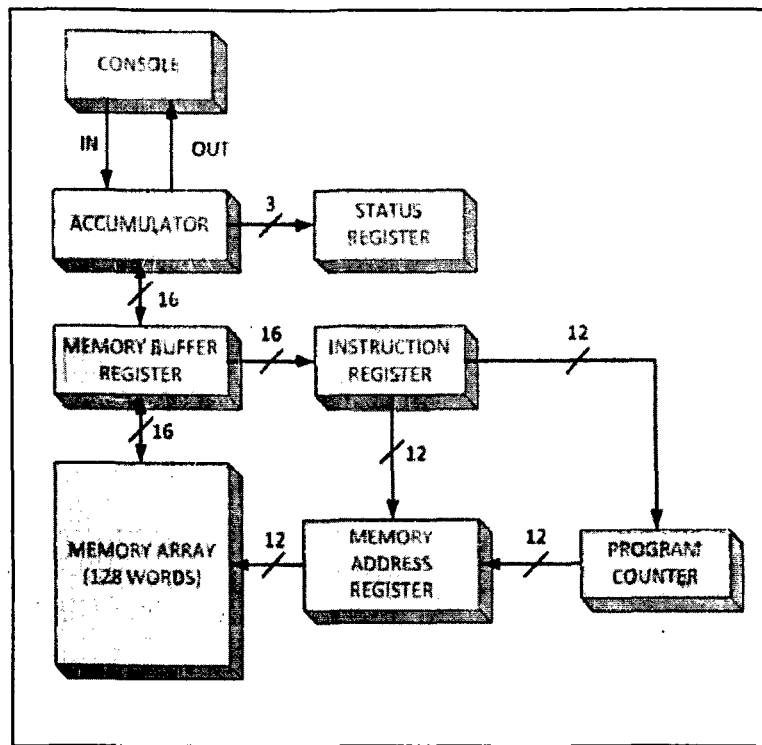 CONSOLE
IN
OUT
ACCUMULATOR
3
STATUS
REGISTER
16
MEMORY BUFFER
REGISTER
16
INSTRUCTION
REGISTER
12
16
12
MEMORY ARRAY
(128 WORDS)
12
MEMORY
ADDRESS
REGISTER
12
PROGRAM
COUNTER